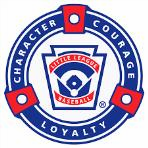 CHARACTER
COURAGE
LOYALTY
LITTLE LEAGUE
BASEBALL
®